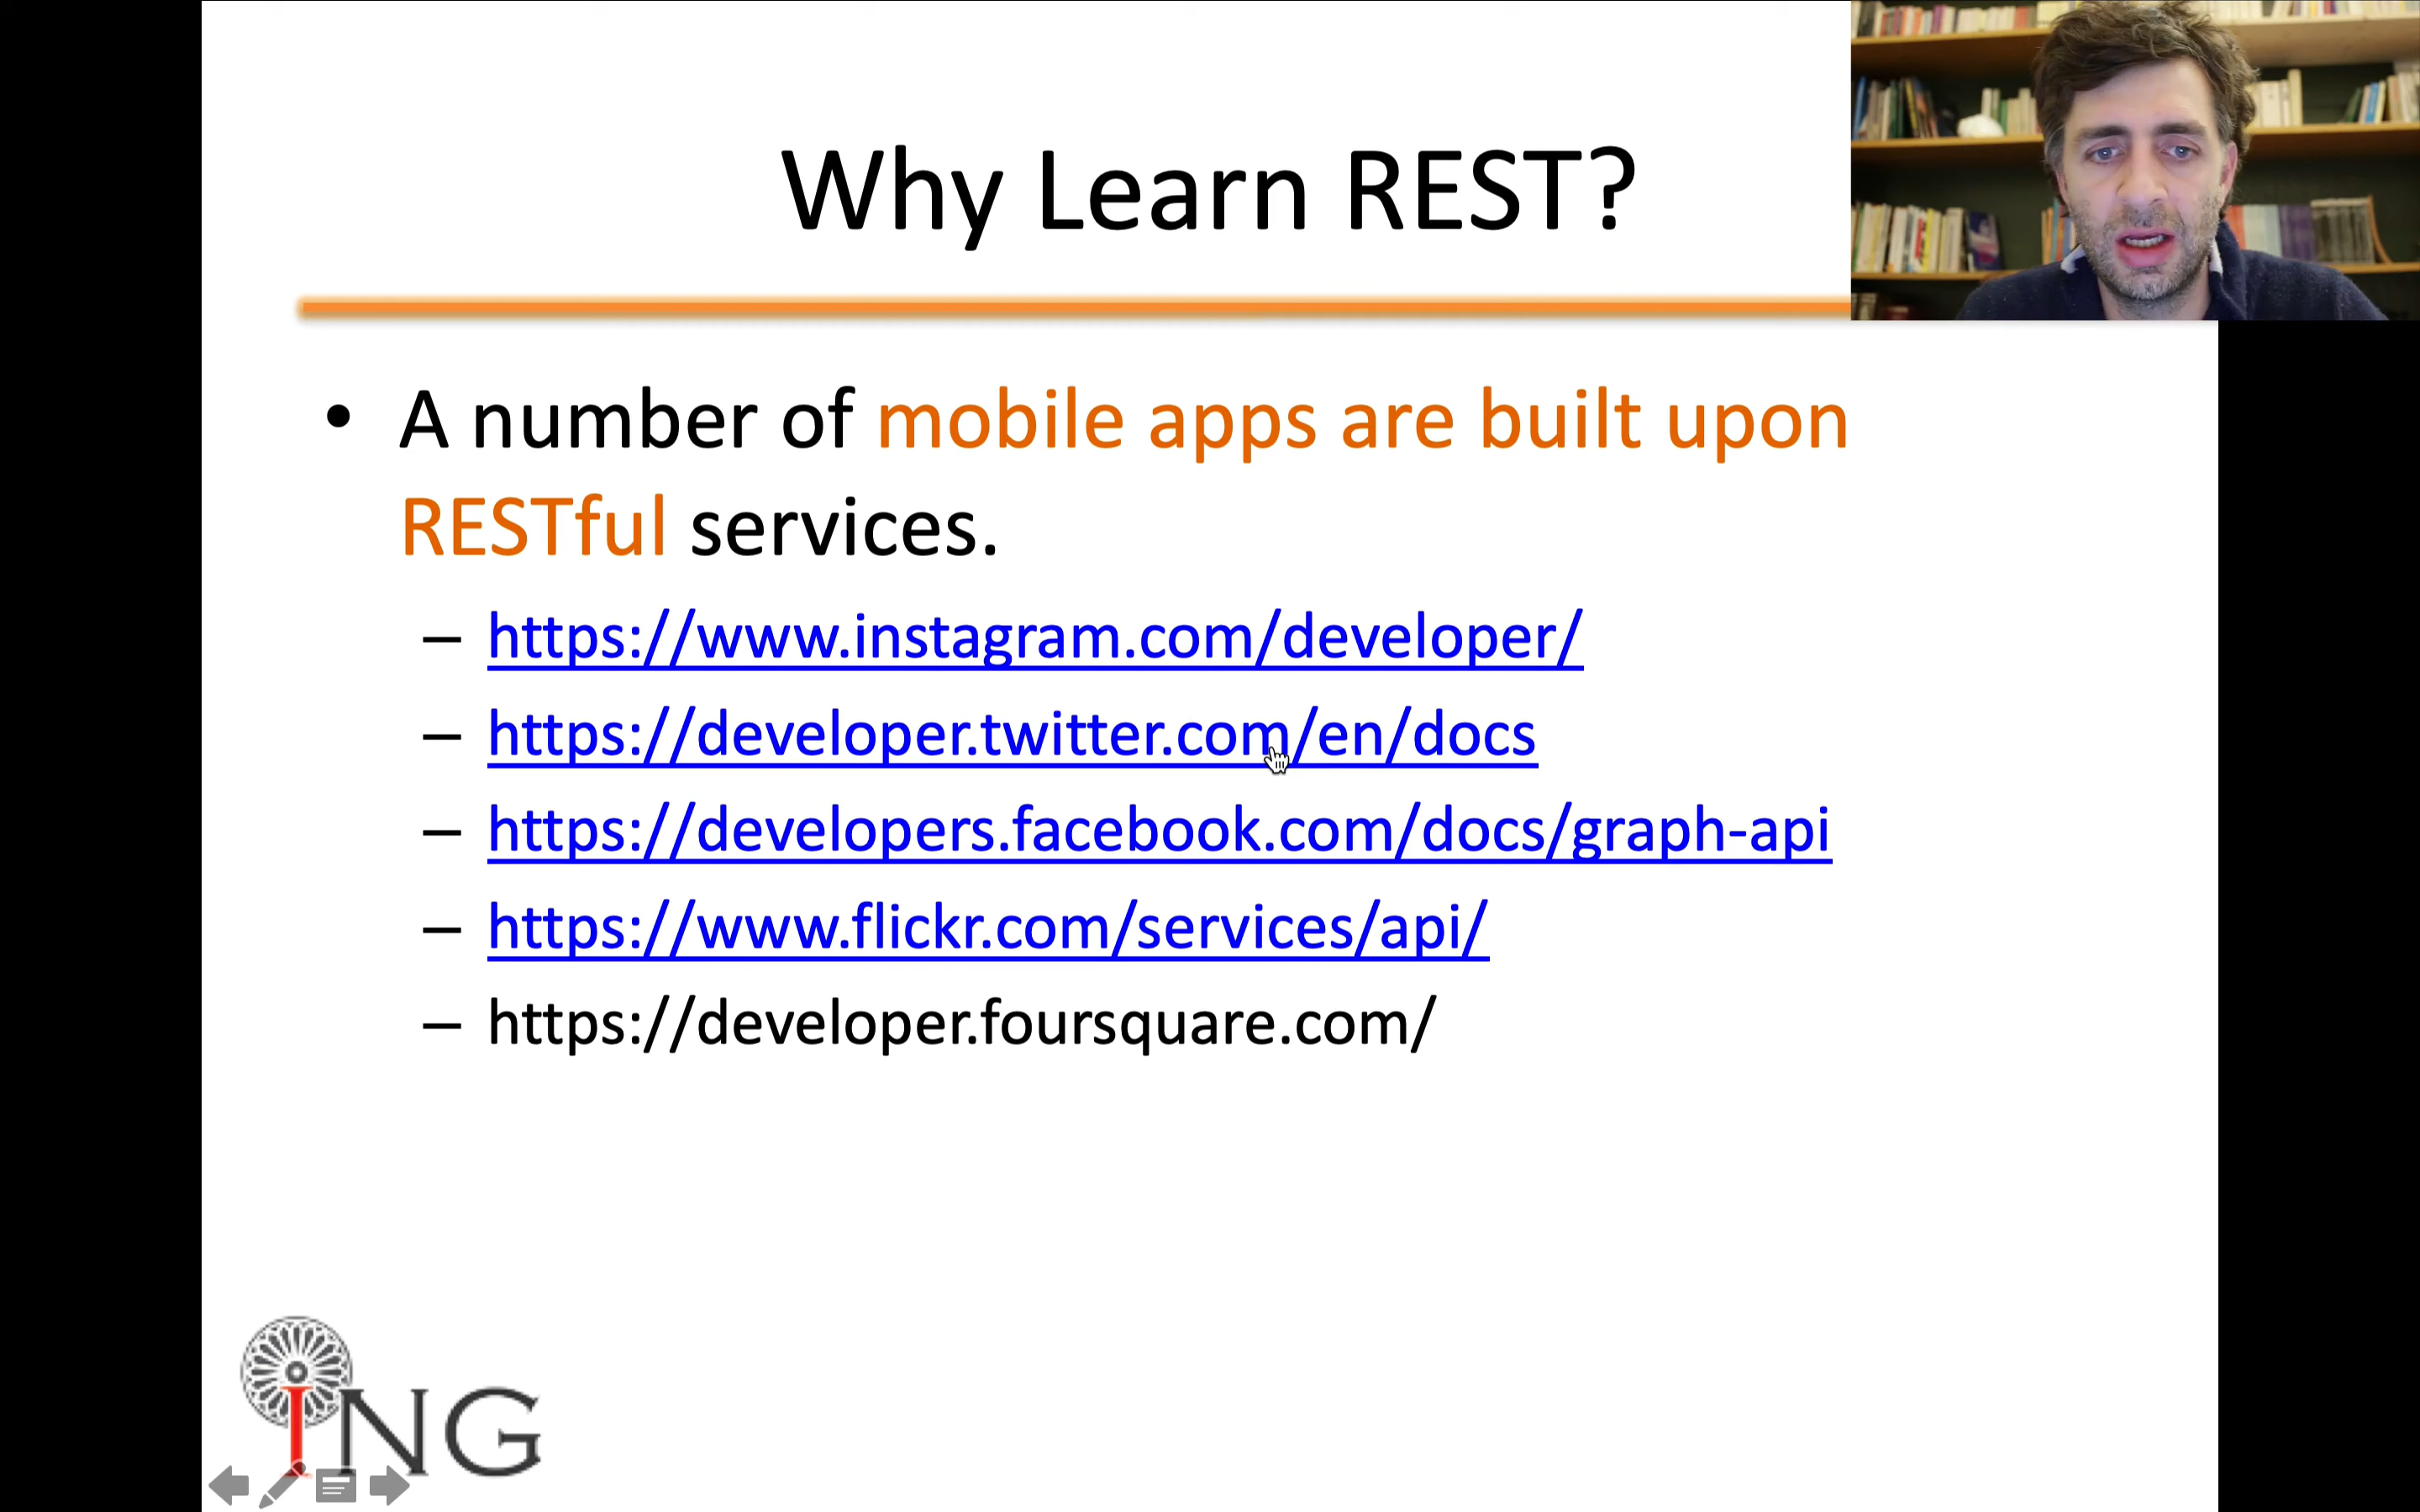 Why Learn REST?
• A number of mobile apps are built upon
RESTful services.
– https://www.instagram.com/developer/
– https://developer.twitter.com/en/docs
– https://developers.facebook.com/docs/graph-api
– https://www.flickr.com/services/api/
– https://developer.foursquare.com/
ING